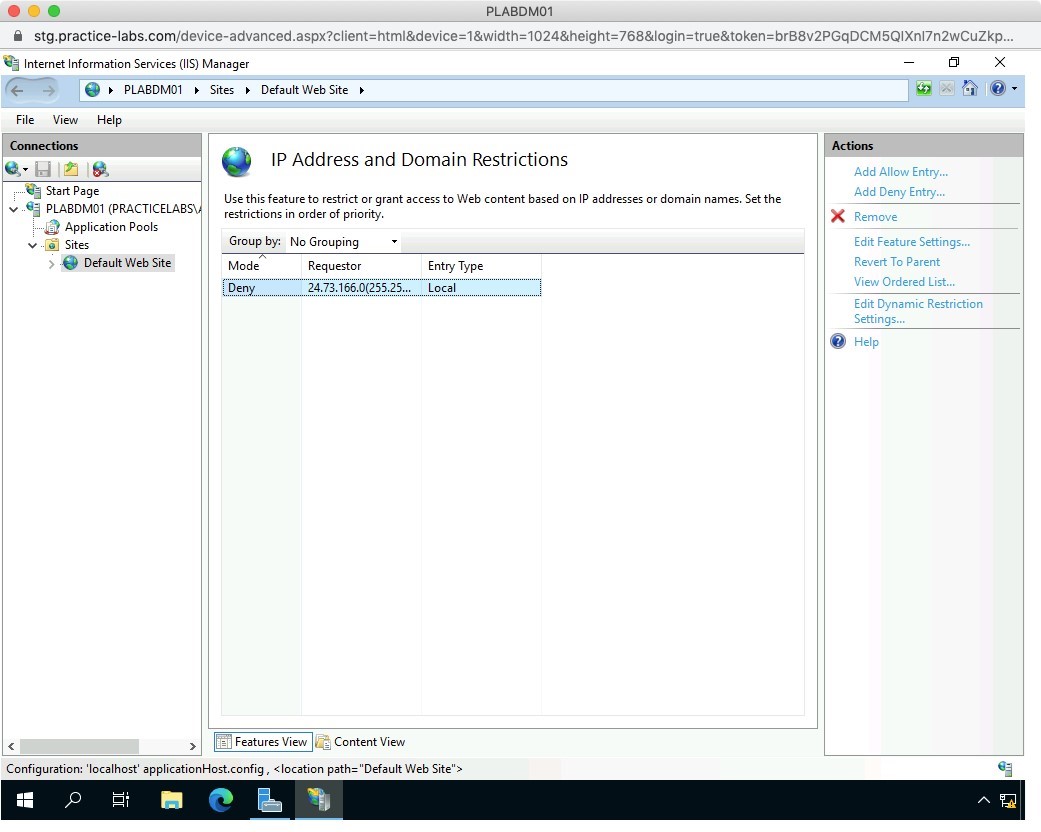 PLABDM01
stg.practice-labs.com/device-advanced.aspx?client=html&device=1&width=1024&height=768&login=true&token=brB8v2PGqDCM5QIXnI7n2wCuZkp...
Internet Information Services (IIS) Manager
PLABDM01 Sites Default Web Site
File View Help
Connections
Start Page
PLABDM01 (PRACTICELABS\A
Application Pools
Sites
Default Web Site
IP Address and Domain Restrictions
Use this feature to restrict or grant access to Web content based on IP addresses or domain names. Set the
restrictions in order of priority.
Group by: No Grouping
Mode Requestor Entry Type
Deny 24.73.166.0(255.25... Local
Features View Content View
Actions
Add Allow Entry...
Add Deny Entry...
Remove
Edit Feature Settings...
Revert To Parent
View Ordered List...
Edit Dynamic Restriction
Settings...
Help
Configuration: 'localhost' applicationHost.config , <location path="Default Web Site">